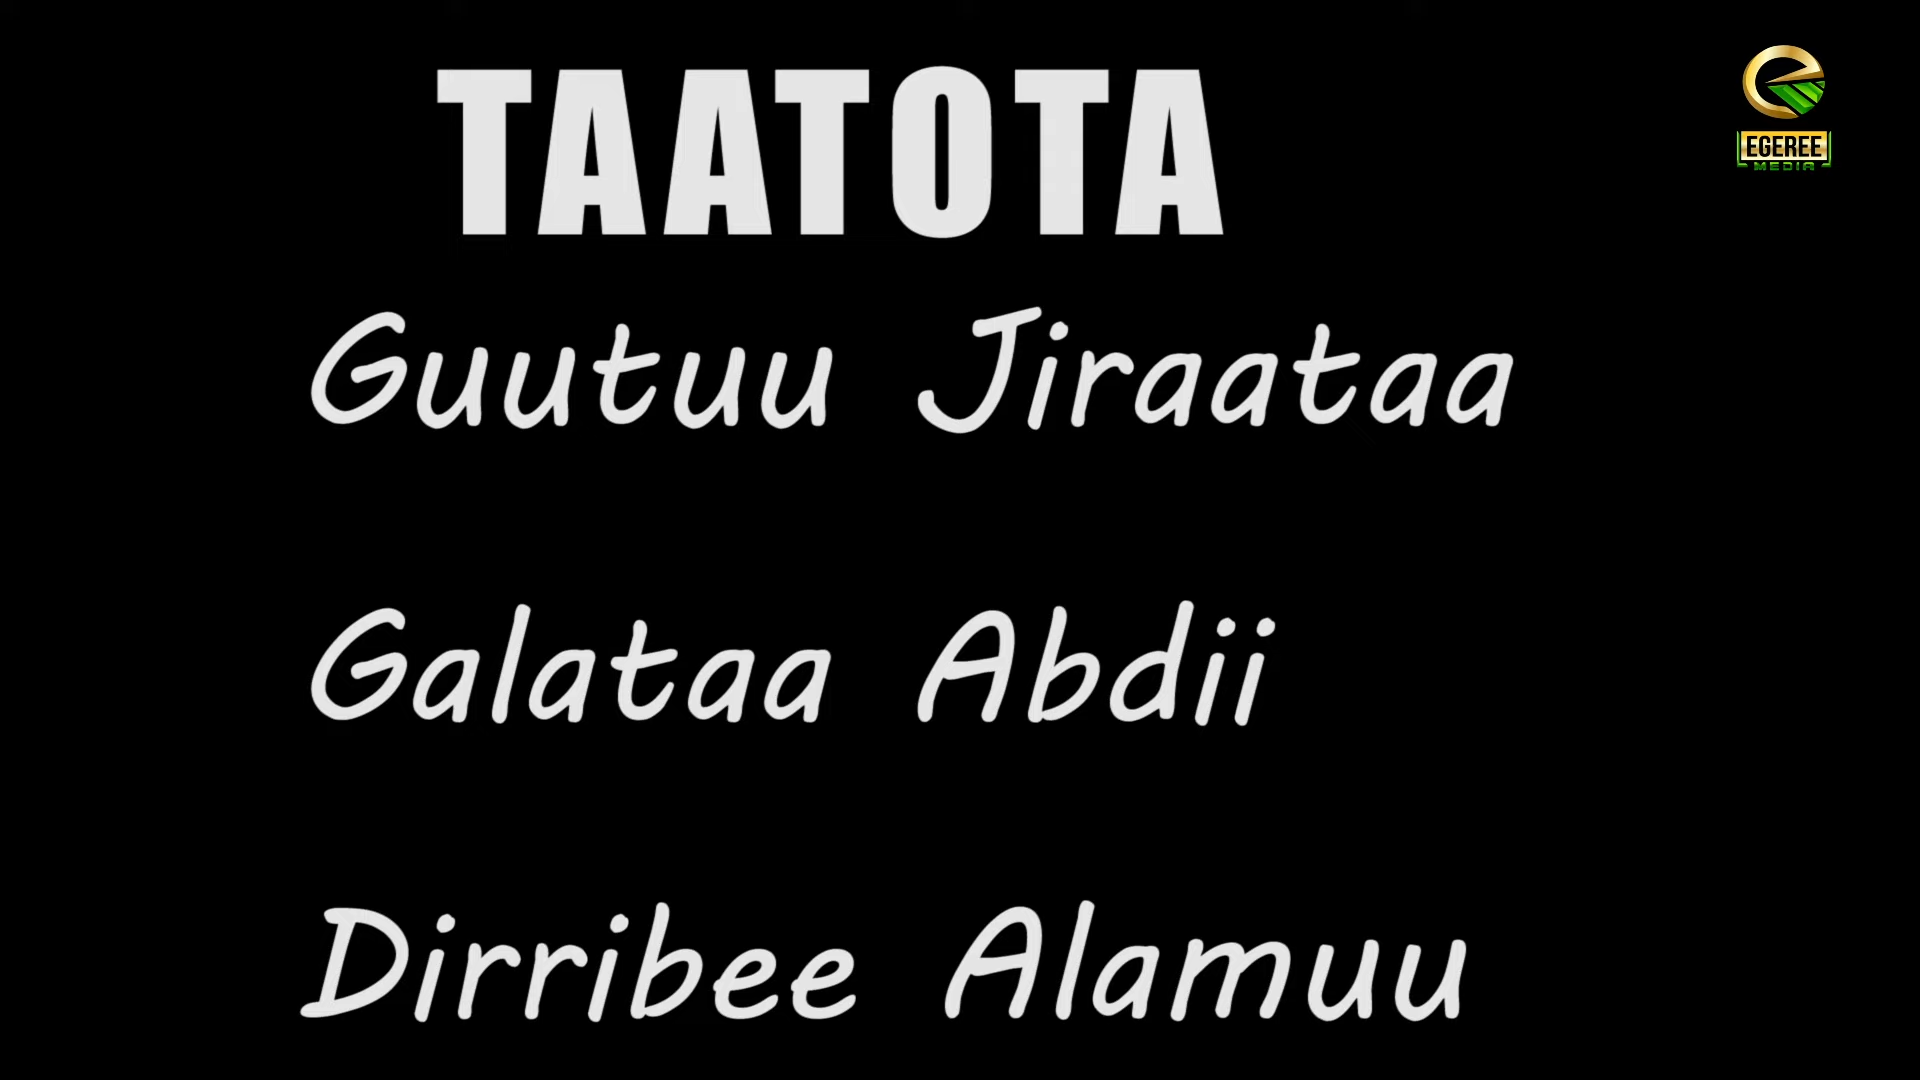 TAATOTA
EGEREE
MEDIA
Guutuu Jiraataa
Galataa Abdii
Dirribee Alamuu